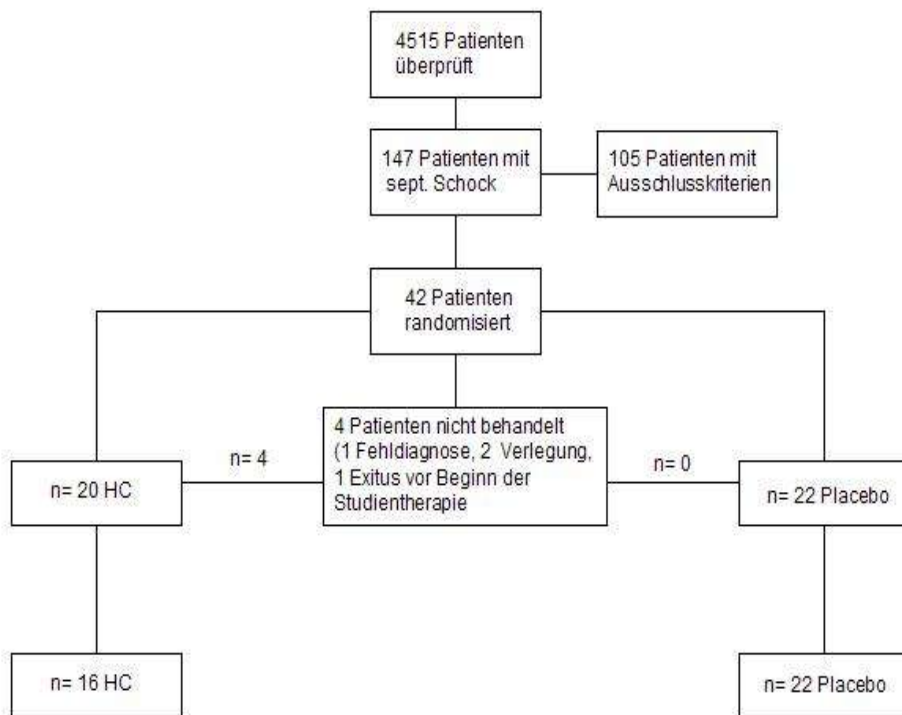 4515 Patienten
überprüft
147 Patienten mit
sept. Schock
105 Patienten mit
Ausschlusskriterien
42 Patienten
randomisiert
4 Patienten nicht behandelt
(1 Fehldiagnose, 2 Verlegung,
1 Exitus vor Beginn der
Studientherapie
n= 4
n= 0
n= 20 HC
n= 22 Placebo
n= 16 HC
n= 22 Placebo